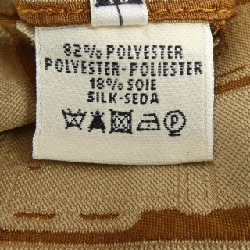 82% POLYESTER
POLYESTER-POLIESTER
18% SOIE
SILK-SEDA